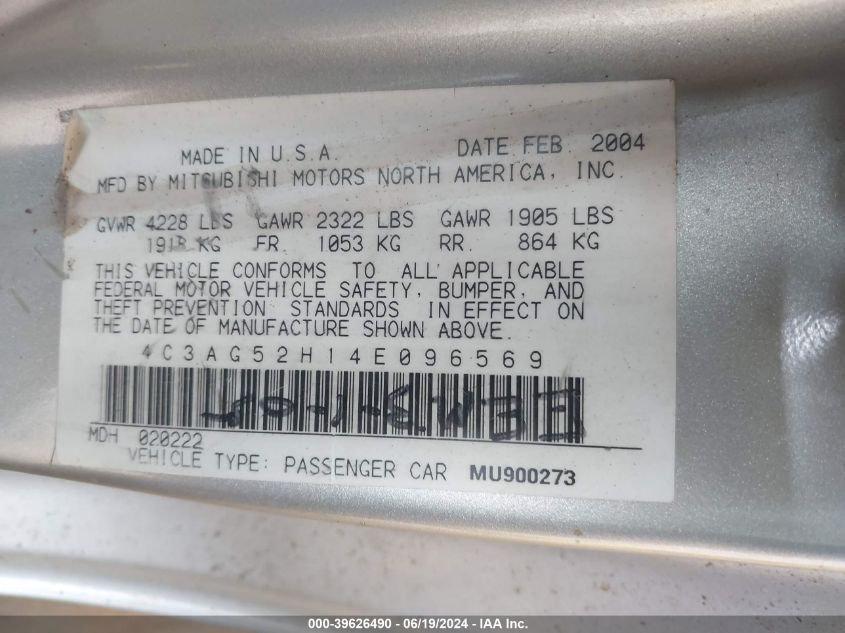 MADE IN U.S.A. DATE FEB. 2004
MFD BY MITSUBISHI MOTORS NORTH AMERICA, INC.
GVWR 4228 LBS GAWR 2322 LBS GAWR 1905 LBS
1918 KG FR. 1053 KG RR. 864 KG
THIS VEHICLE CONFORMS TO ALL APPLICABLE
FEDERAL MOTOR VEHICLE SAFETY, BUMPER, AND
THEFT PREVENTION STANDARDS IN EFFECT ON
THE DATE OF MANUFACTURE SHOWN ABOVE.
4C3AG52H14E096569
MDH 020222
VEHICLE TYPE: PASSENGER CAR MU900273
000-39626490 - 06/19/2024 - IAA Inc.